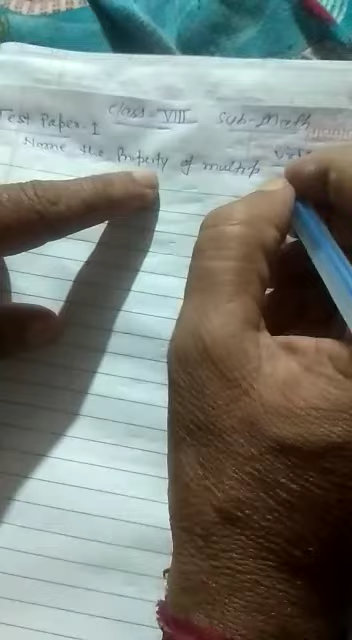 Class - VIII Sub - Math
Test Paper-1
Name the Property of multip